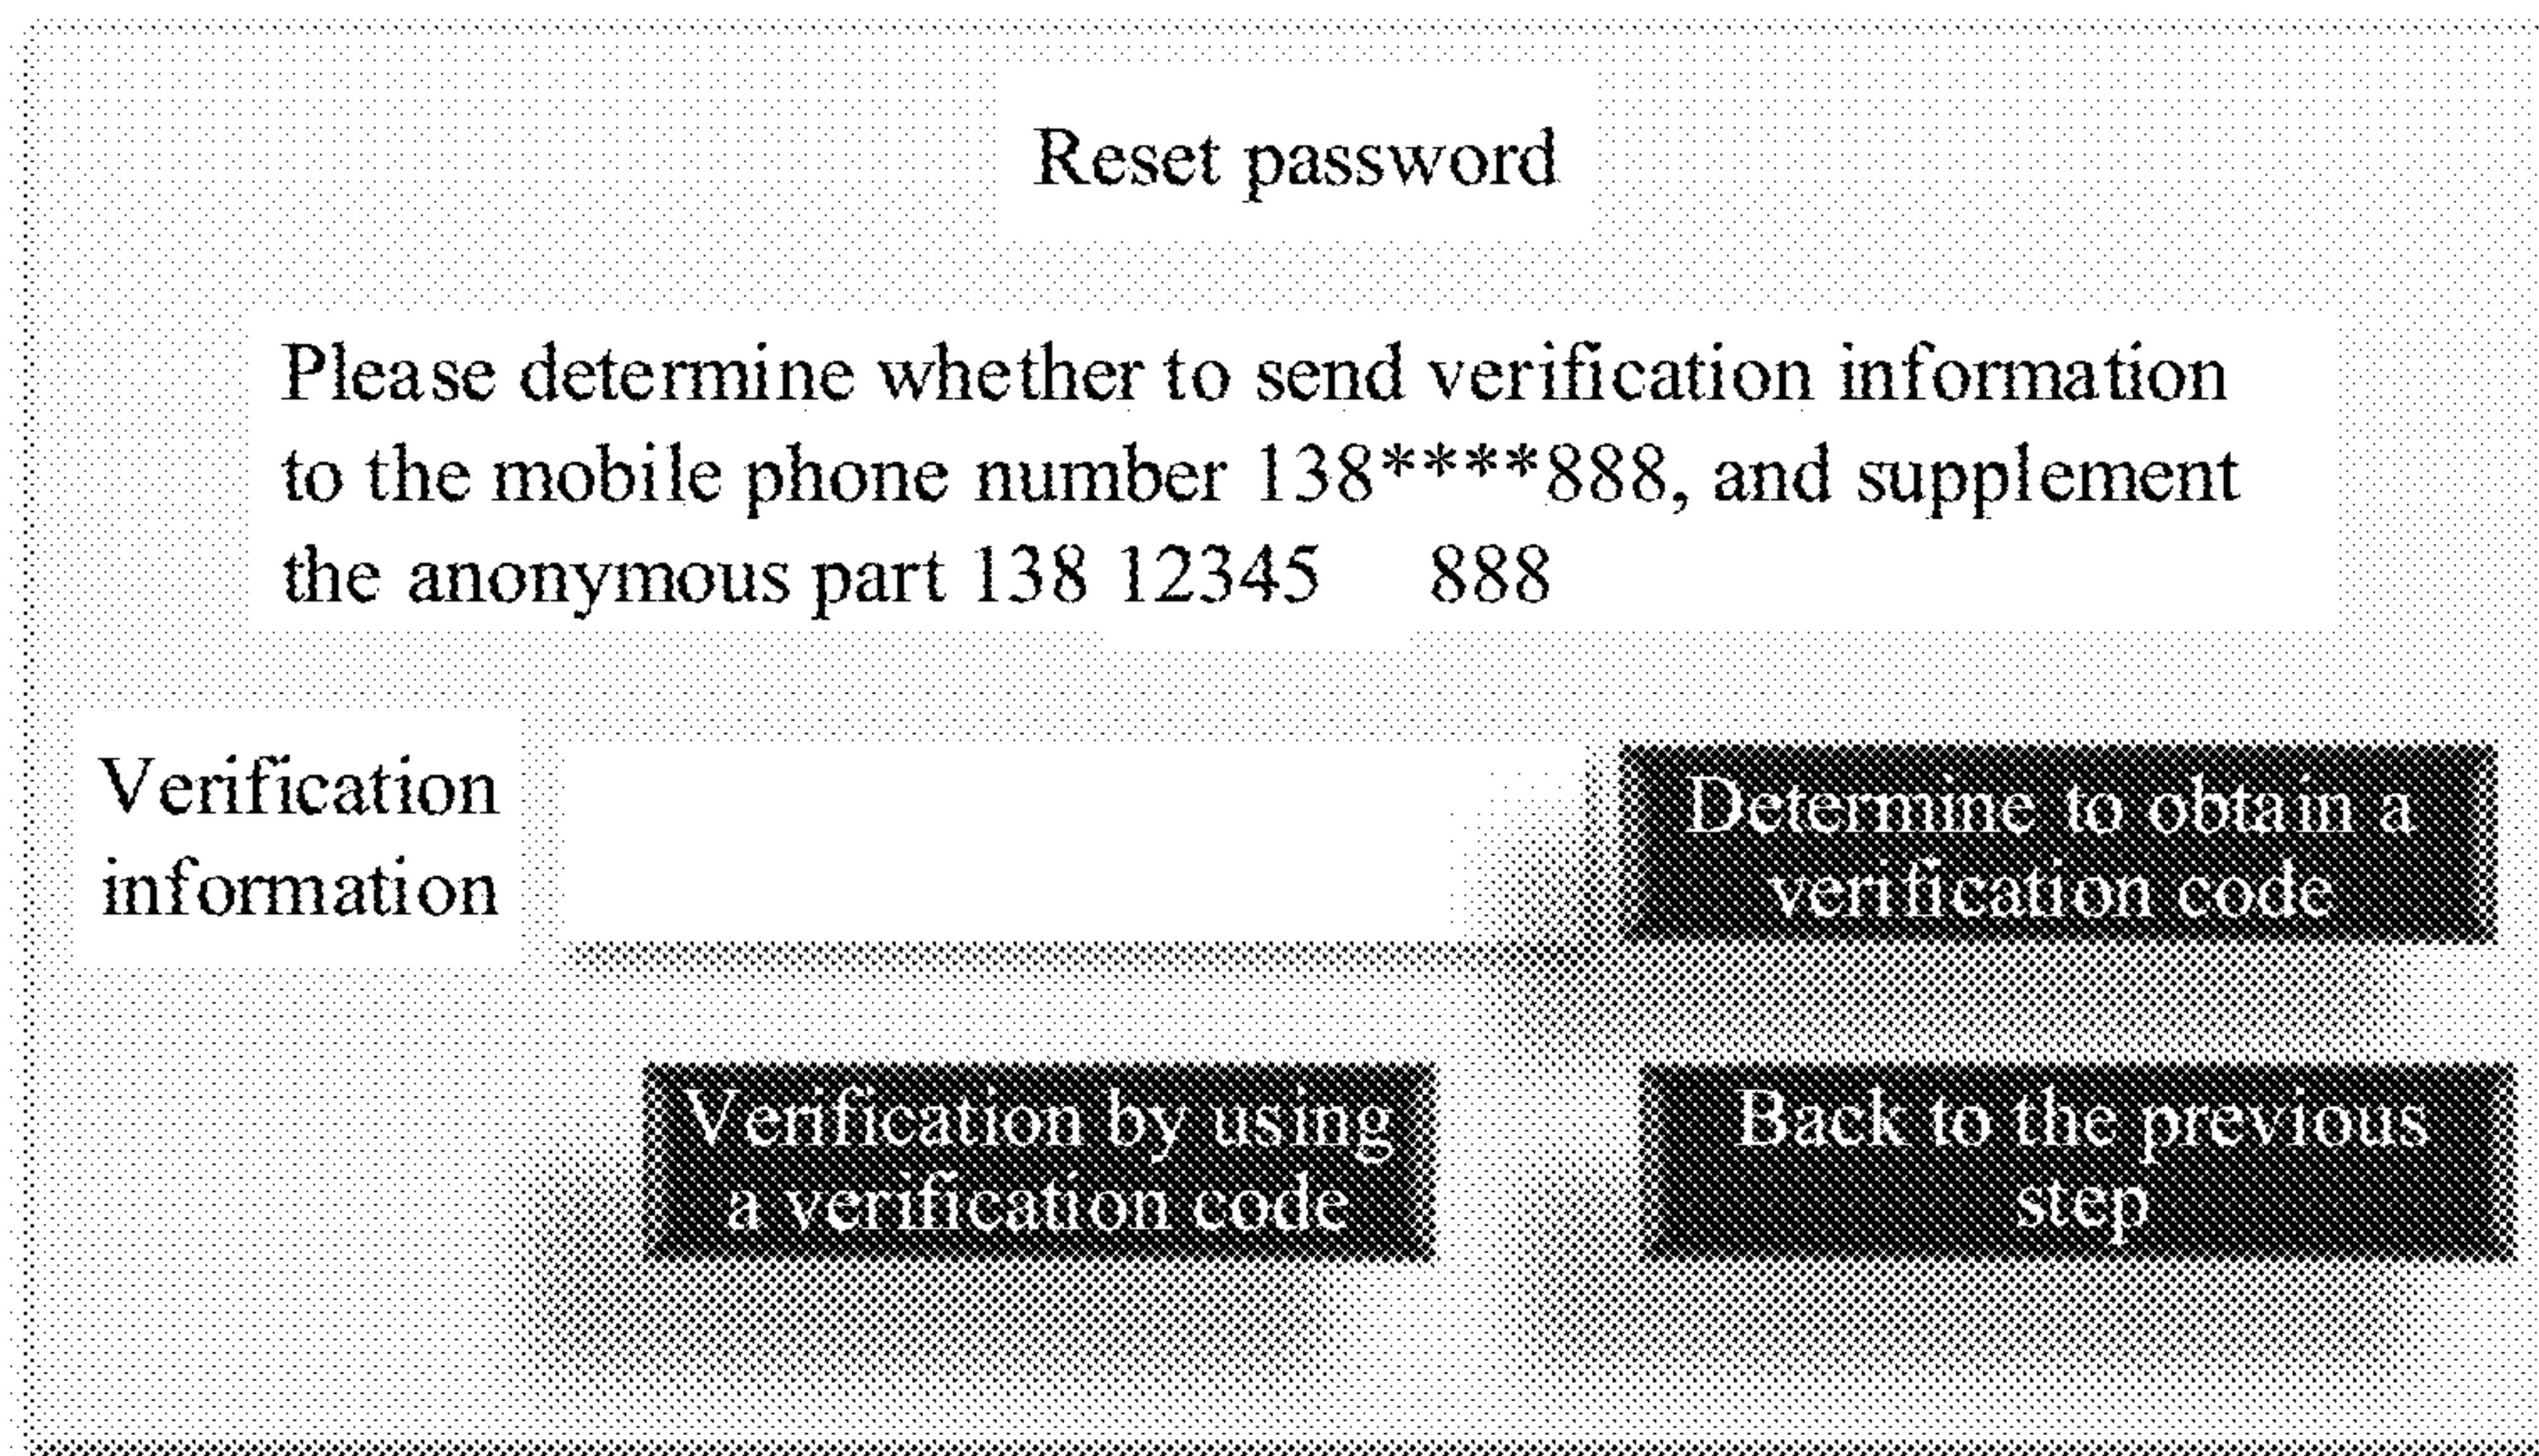 Reset password
Please determine whether to send verification information
to the mobile phone number 138****888, and supplement
the anonymous part 138 12345 888
Verification
information
Determine to obtain a
verification code
Verification by using
a verification code
Back to the previous
step